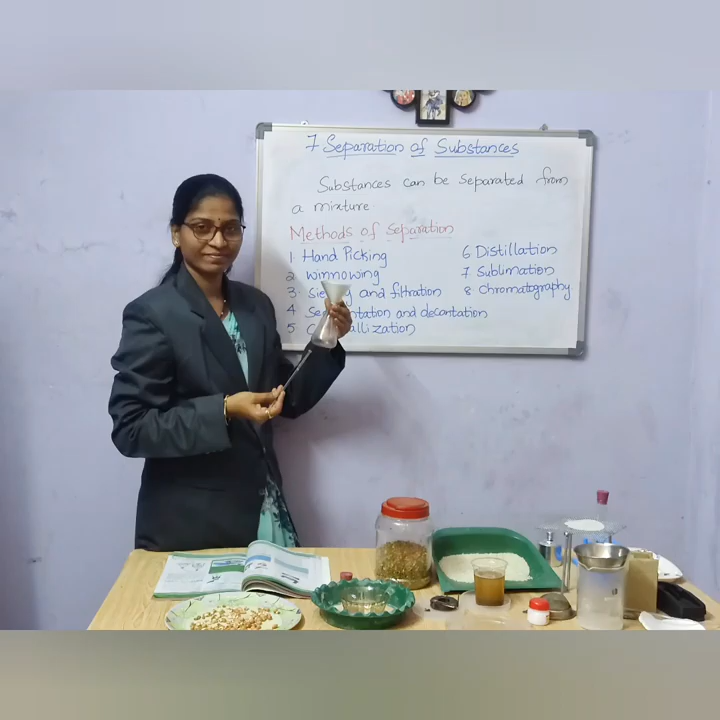 7 Separation of Substances
Substances can be separated from
a mixture
Methods of Separation
1 Hand Picking
2 Winnowing
3 and filtration
4 and decantation
5
6 Distillation
7 Sublimation
8 Chromatography